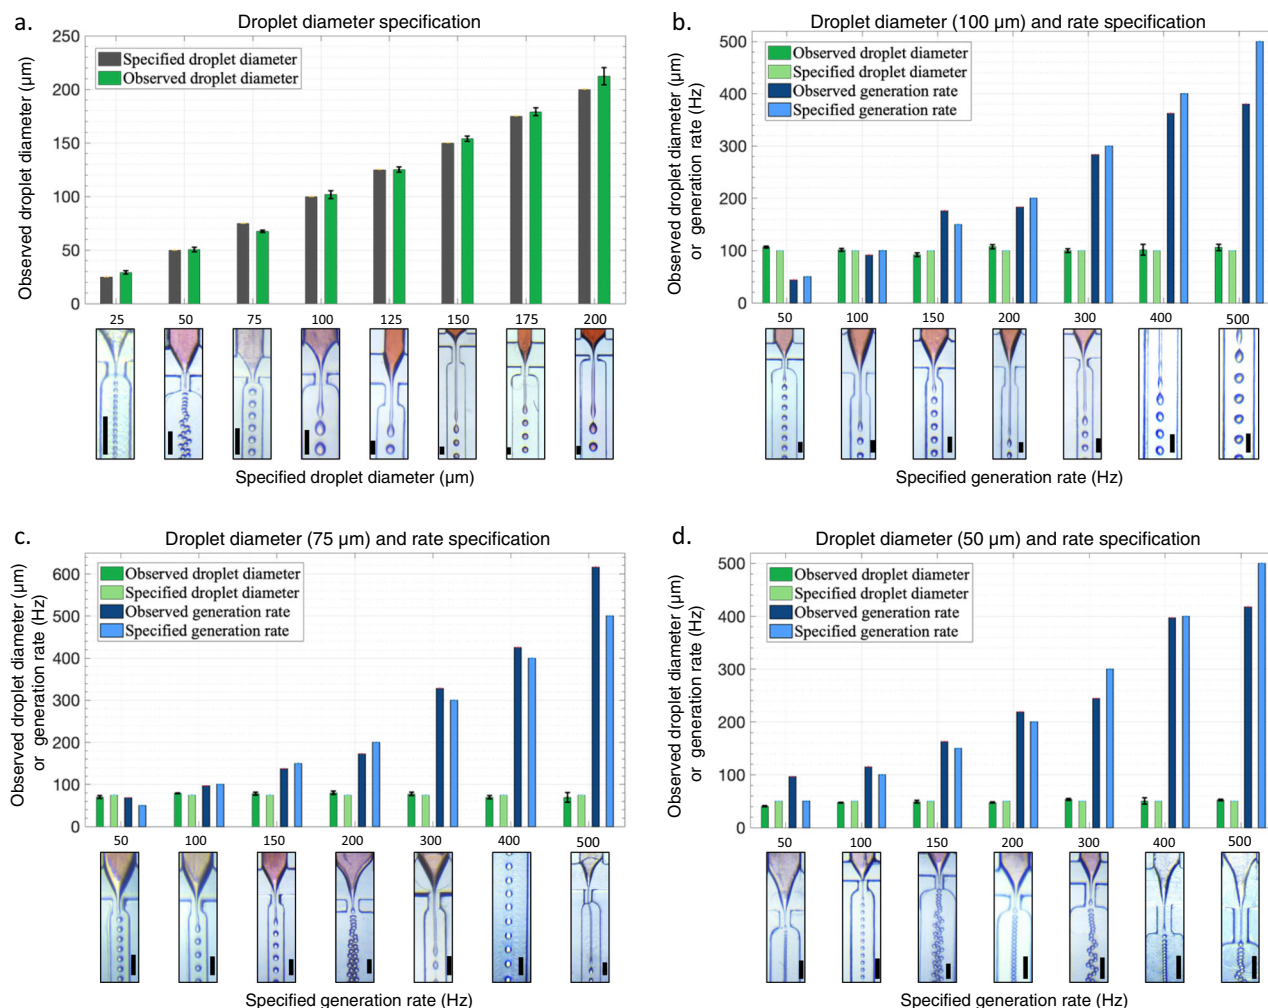 a.
Droplet diameter specification
250
200
150
100
50
0
Observed droplet diameter (µm)
Specified droplet diameter
Observed droplet diameter
25 50 75 100 125 150 175 200
Specified droplet diameter (µm)
b.
Droplet diameter (100 µm) and rate specification
500
400
300
200
100
0
Observed droplet diameter (µm)
or generation rate (Hz)
Observed droplet diameter
Specified droplet diameter
Observed generation rate
Specified generation rate
50 100 150 200 300 400 500
Specified generation rate (Hz)
c.
Droplet diameter (75 µm) and rate specification
600
500
400
300
200
100
0
Observed droplet diameter (µm)
or generation rate (Hz)
Observed droplet diameter
Specified droplet diameter
Observed generation rate
Specified generation rate
50 100 150 200 300 400 500
Specified generation rate (Hz)
d.
Droplet diameter (50 µm) and rate specification
500
400
300
200
100
0
Observed droplet diameter (µm)
or generation rate (Hz)
Observed droplet diameter
Specified droplet diameter
Observed generation rate
Specified generation rate
50 100 150 200 300 400 500
Specified generation rate (Hz)